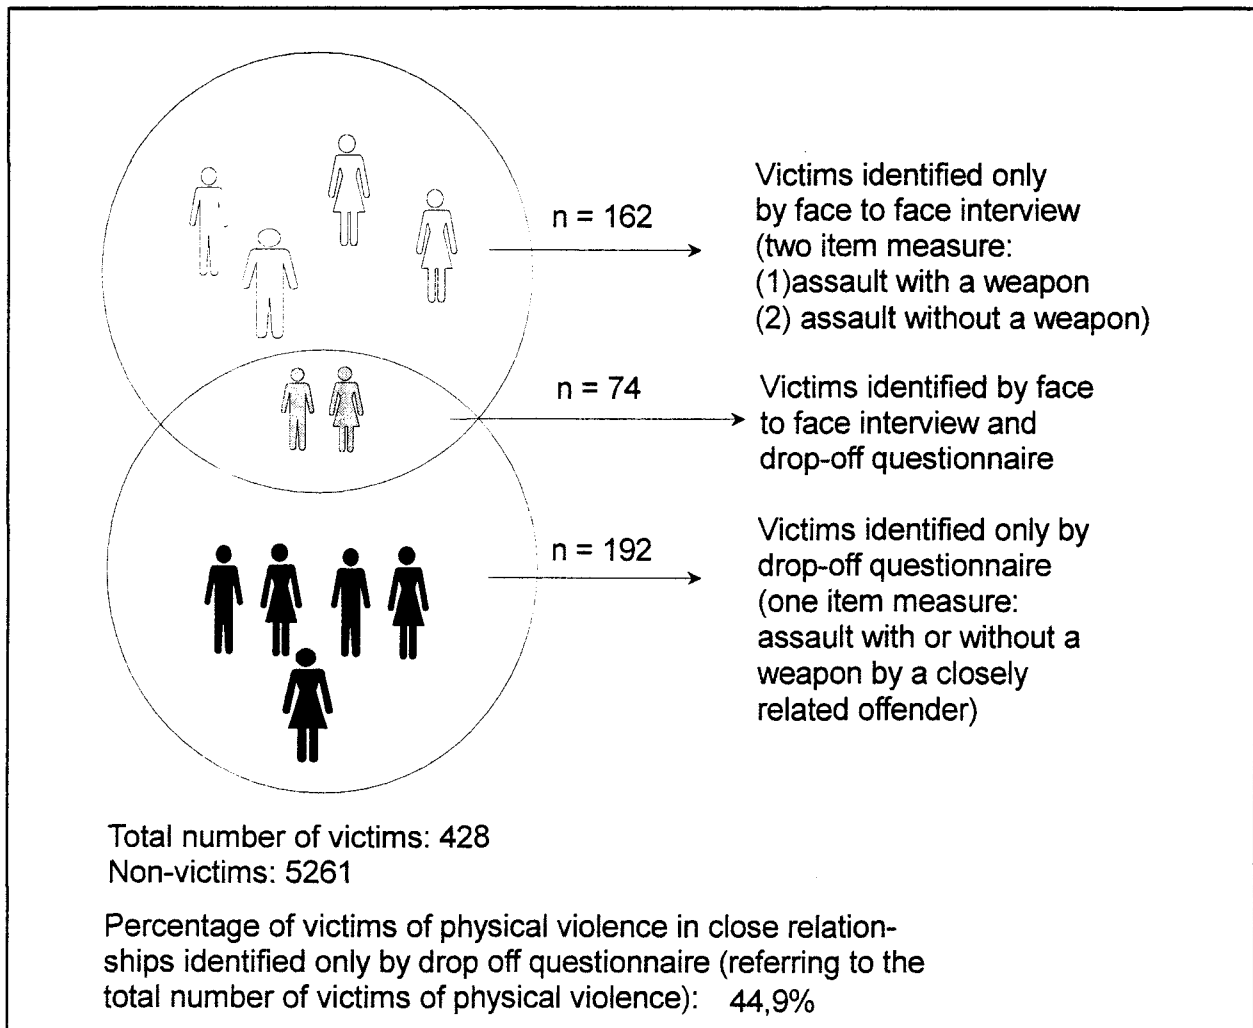 n = 162
Victims identified only
by face to face interview
(two item measure:
(1)assault with a weapon
(2) assault without a weapon)
n = 74
Victims identified by face
to face interview and
drop-off questionnaire
n = 192
Victims identified only by
drop-off questionnaire
(one item measure:
assault with or without a
weapon by a closely
related offender)
Total number of victims: 428
Non-victims: 5261
Percentage of victims of physical violence in close relation-
ships identified only by drop off questionnaire (referring to the
total number of victims of physical violence): 44,9%